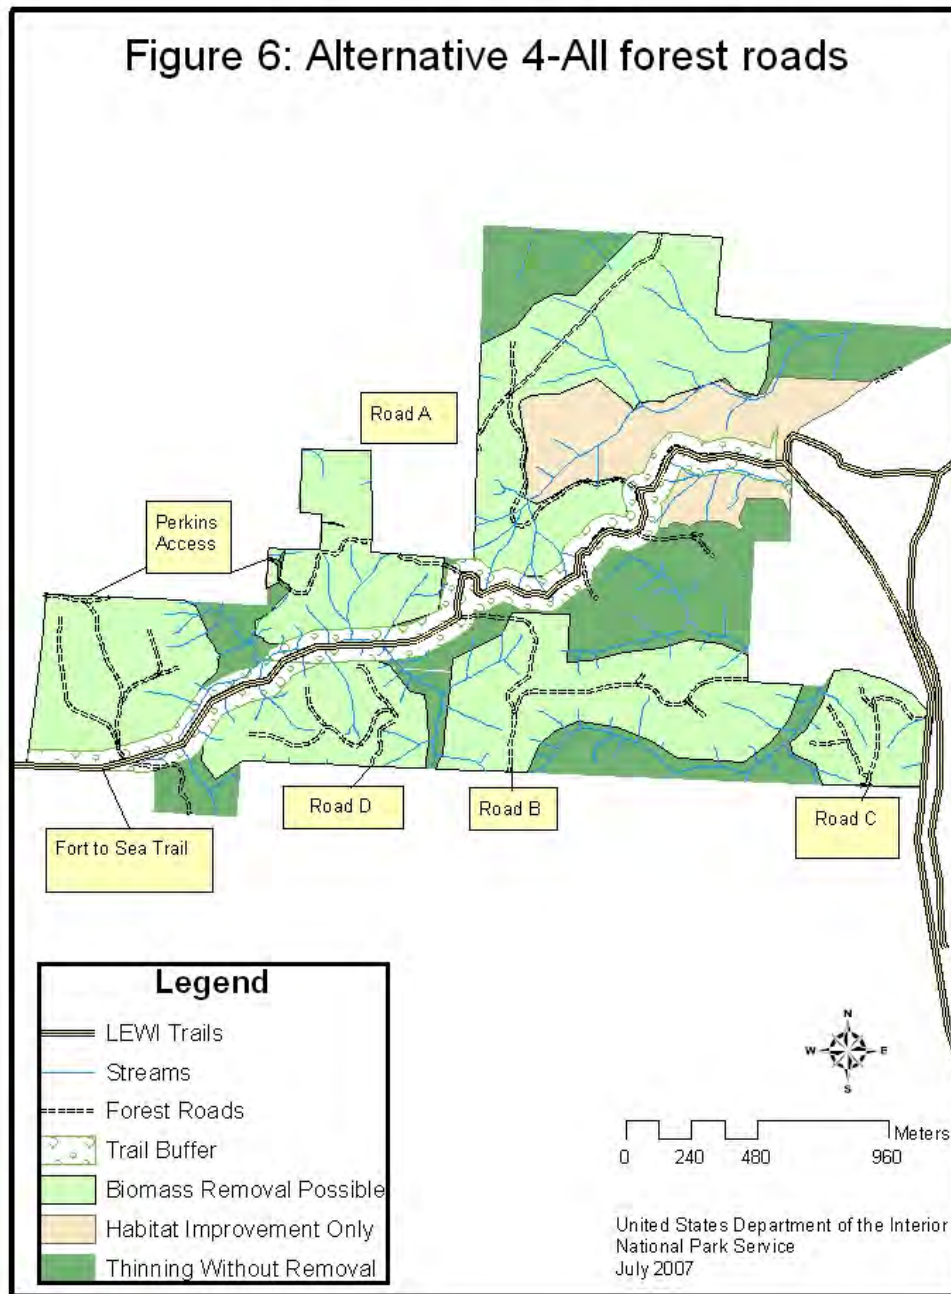 Figure 6: Alternative 4-All forest roads
Road A
Perkins
Access
Road D
Road B
Road C
Fort to Sea Trail
Legend
LEWI Trails
Streams
Forest Roads
Trail Buffer
Biomass Removal Possible
Habitat Improvement Only
Thinning Without Removal
N
W
E
S
Meters
0 240 480 960
United States Department of the Interior
National Park Service
July 2007